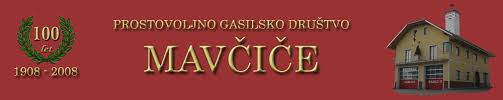 100
let
1908 - 2008
PROSTOVOLJNO GASILSKO DRUŠTVO
MAVČIČE